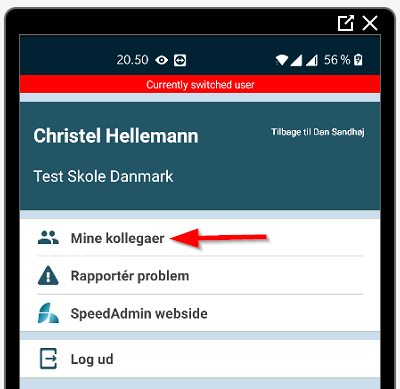 20.50 56 %
Currently switched user
Christel Hellemann Tilbage til Dan Sandhøj
Test Skole Danmark
Mine kollegaer
Rapportér problem
SpeedAdmin webside
Log ud